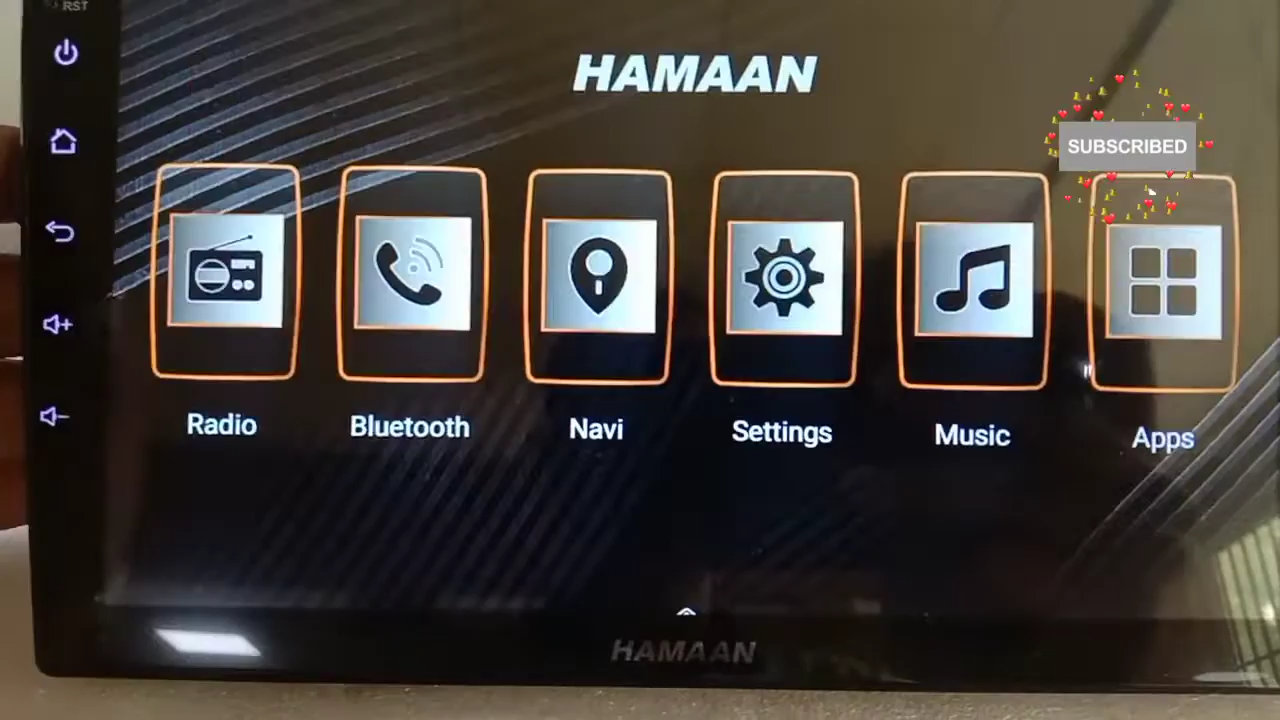 RST
HAMAAN
SUBSCRIBED
Radio
Bluetooth
Navi
Settings
Music
Apps
HAMAAN